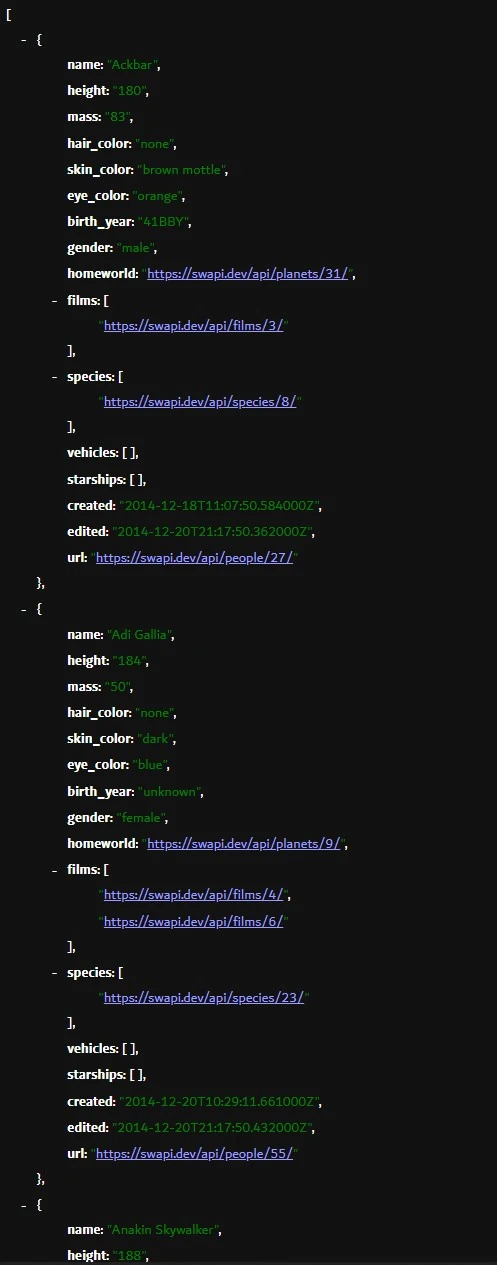 [
- {
name: "Ackbar",
height: "180",
mass: "83",
hair_color: "none",
skin_color: "brown mottle",
eye_color: "orange",
birth_year: "41BBY",
gender: "male",
homeworld: "https://swapi.dev/api/planets/31/",
- films: [
"https://swapi.dev/api/films/3/"
],
- species: [
"https://swapi.dev/api/species/8/"
],
vehicles: [ ],
starships: [ ],
created: "2014-12-18T11:07:50.584000Z",
edited: "2014-12-20T21:17:50.362000Z",
url: "https://swapi.dev/api/people/27/"
},
- {
name: "Adi Gallia",
height: "184",
mass: "50",
hair_color: "none",
skin_color: "dark",
eye_color: "blue",
birth_year: "unknown",
gender: "female",
homeworld: "https://swapi.dev/api/planets/9/",
- films: [
"https://swapi.dev/api/films/4/",
"https://swapi.dev/api/films/6/"
],
- species: [
"https://swapi.dev/api/species/23/"
],
vehicles: [ ],
starships: [ ],
created: "2014-12-20T10:29:11.661000Z",
edited: "2014-12-20T21:17:50.432000Z",
url: "https://swapi.dev/api/people/55/"
},
- {
name: "Anakin Skywalker",
height: "188",